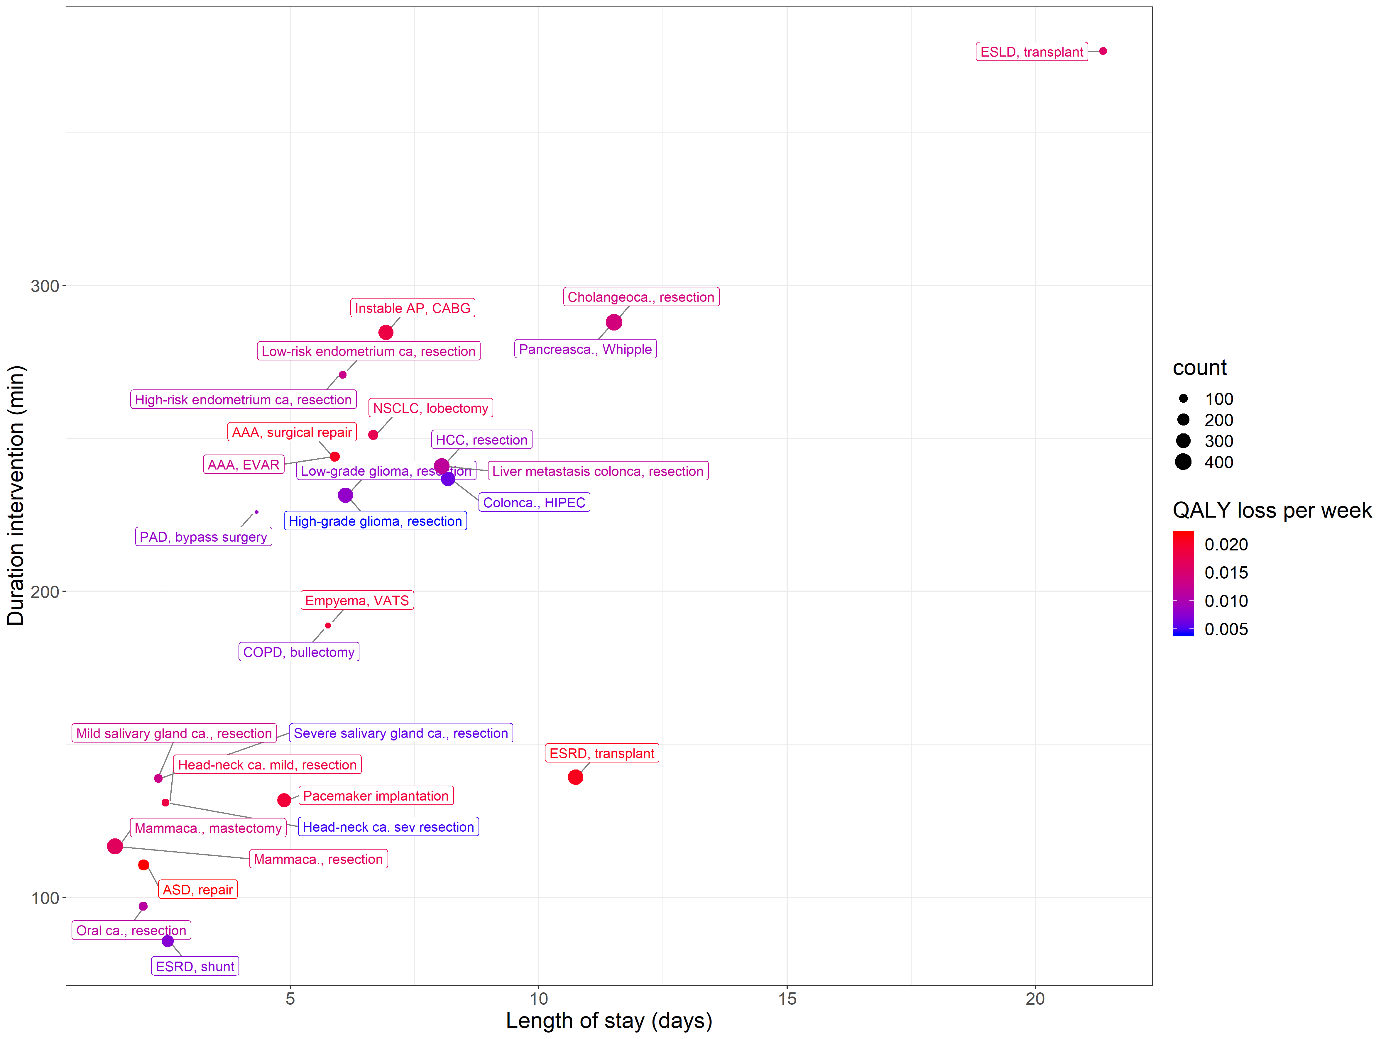 ESLD, transplant
Cholangeoca., resection
Instable AP, CABG
Pancreasca., Whipple
Low-risk endometrium ca, resection
High-risk endometrium ca, resection
NSCLC, lobectomy
AAA, surgical repair
HCC, resection
AAA, EVAR
Low-grade glioma, resection
Liver metastasis colonca, resection
Colonca., HIPEC
High-grade glioma, resection
PAD, bypass surgery
Empyema, VATS
COPD, bullectomy
Mild salivary gland ca., resection
Severe salivary gland ca., resection
ESRD, transplant
Head-neck ca. mild, resection
Pacemaker implantation
Head-neck ca. sev resection
Mammaca., mastectomy
Mammaca., resection
ASD, repair
Oral ca., resection
ESRD, shunt
300
200
100
Duration intervention (min)
5
10
15
20
Length of stay (days)
count
100
200
300
400
QALY loss per week
0.020
0.015
0.010
0.005